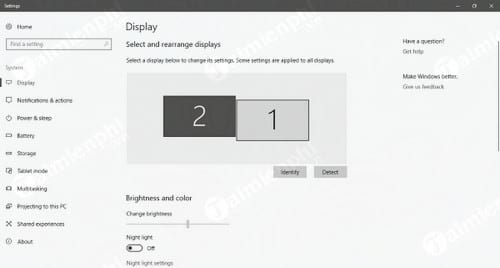 Settings
Home
Find a setting
System
Display
Notifications & actions
Power & sleep
Battery
Storage
Tablet mode
Multitasking
Projecting to this PC
Shared experiences
About
Display
Select and rearrange displays
Select a display below to change its settings. Some settings are applied to all displays.
2
1
Identify
Detect
Brightness and color
Change brightness
Night light
Off
Night light settings
Have a question?
Get help
Make Windows better.
Give us feedback
Taimienphi
.vn